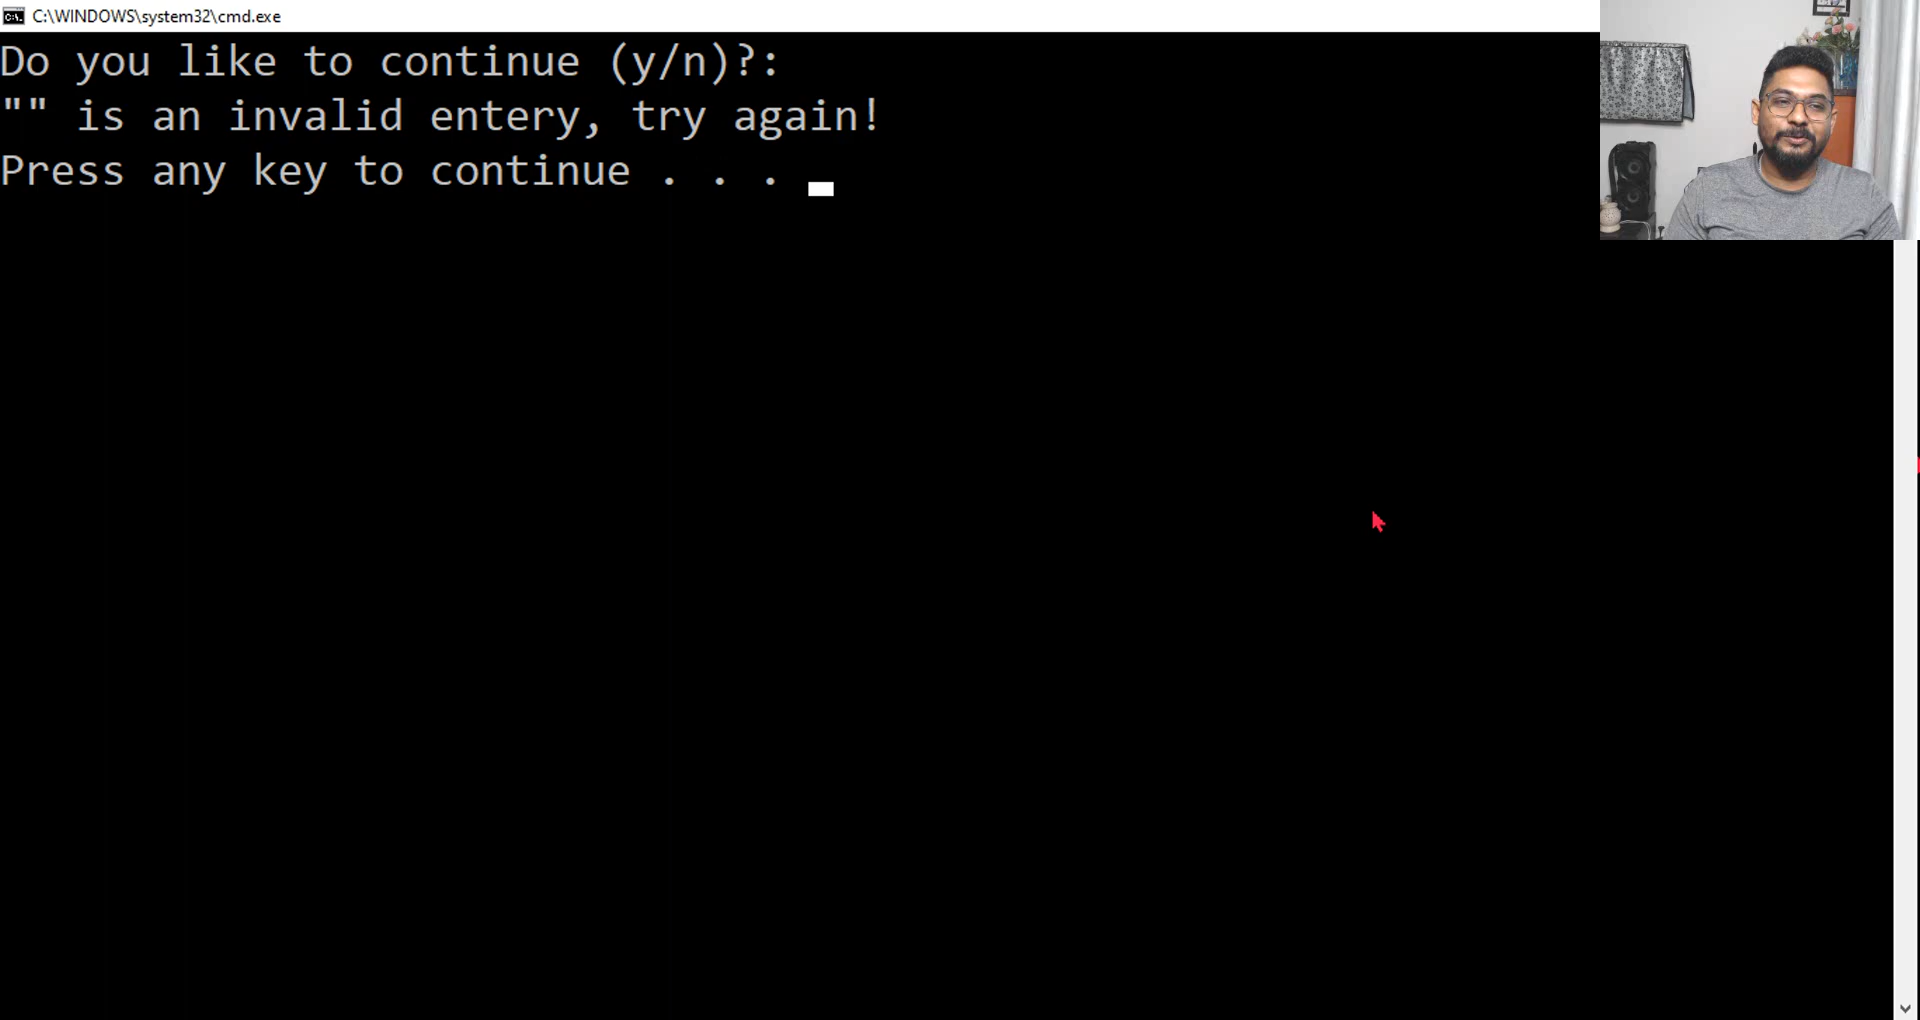 C:\WINDOWS\system32\cmd.exe
Do you like to continue (y/n)?:
"" is an invalid entery, try again!
Press any key to continue . . .